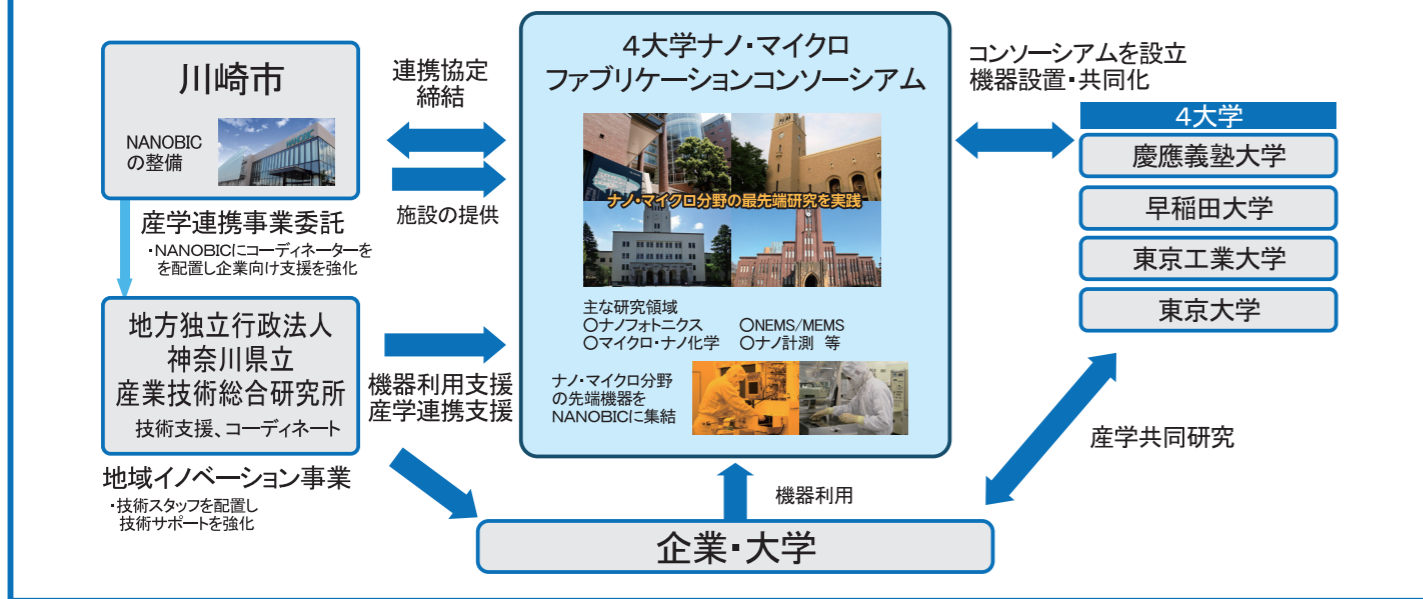 川崎市
NANOBIC
の整備
産学連携事業委託
・NANOBICにコーディネーターを
を配置し企業向け支援を強化
地方独立行政法人
神奈川県立
産業技術総合研究所
技術支援、コーディネート
地域イノベーション事業
・技術スタッフを配置し
技術サポートを強化
連携協定
締結
施設の提供
機器利用支援
産学連携支援
4大学ナノ・マイクロ
ファブリケーションコンソーシアム
ナノ・マイクロ分野の最先端研究を実践
主な研究領域
○ナノフォトニクス ○NEMS/MEMS
○マイクロ・ナノ化学 ○ナノ計測 等
ナノ・マイクロ分野
の先端機器を
NANOBICに集結
コンソーシアムを設立
機器設置・共同化
4大学
慶應義塾大学
早稲田大学
東京工業大学
東京大学
産学共同研究
機器利用
企業・大学